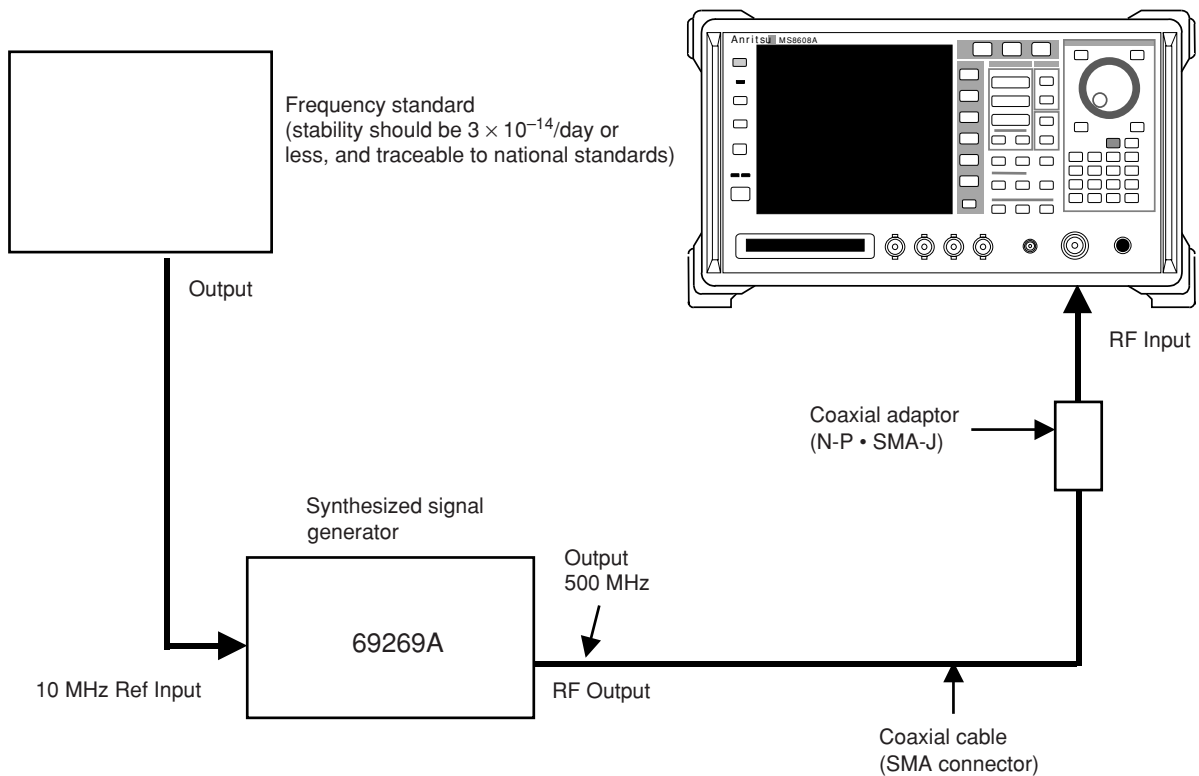 Anritsu MS8608A
Frequency standard
(stability should be 3 × 10⁻¹⁴/day or
less, and traceable to national standards)
Output
RF Input
Coaxial adaptor
(N-P • SMA-J)
Synthesized signal
generator
Output
500 MHz
69269A
10 MHz Ref Input
RF Output
Coaxial cable
(SMA connector)